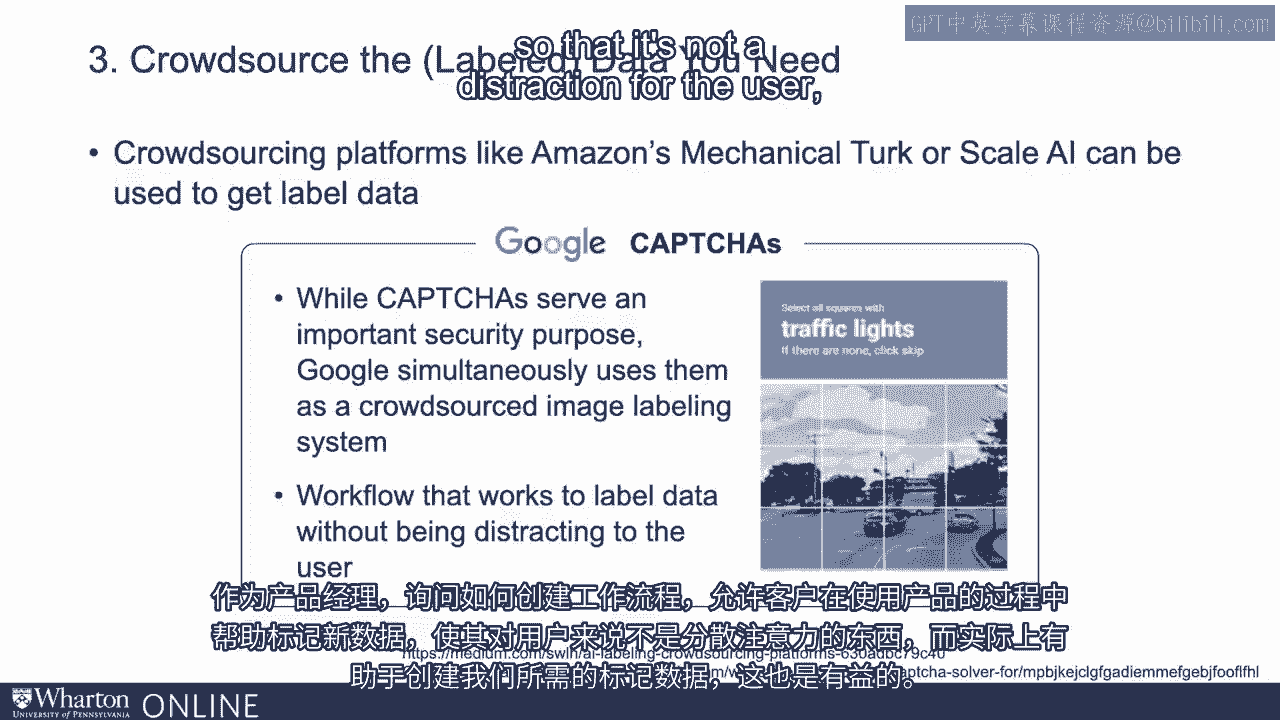 GPT中英字幕课程资源@bilibili.com
3. Crowdsource the (Labeled) Data You Need
so that it's not a
distraction for the user,
• Crowdsourcing platforms like Amazon's Mechanical Turk or Scale AI can be
used to get label data
Google CAPTCHAs
• While CAPTCHAs serve an
important security purpose,
Google simultaneously uses them
as a crowdsourced image labeling
system
• Workflow that works to label data
without being distracting to the
user
Select all squares with
traffic lights
If there are none, click skip
作为产品经理，询问如何创建工作流程，允许客户在使用产品的过程中
帮助标记新数据，使其对用户来说不是分散注意力的东西，而实际上有
助于创建我们所需的标记数据，这也是有益的。
https://medium.com/swlh/ai-labeling-crowdsourcing-platforms-630adbc79c40
Wharton ONLINE
UNIVERSITY OF PENNSYLVANIA